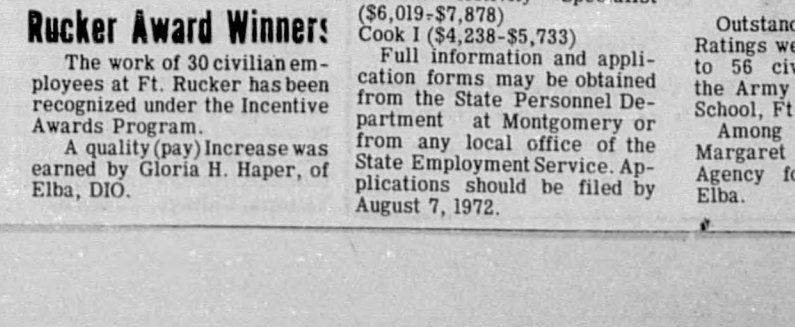 Rucker Award Winners
The work of 30 civilian em-
ployees at Ft. Rucker has been
recognized under the Incentive
Awards Program.
A quality (pay) Increase was
earned by Gloria H. Haper, of
Elba, DIO.
($6,019-$7,878)
Cook I ($4,238-$5,733)
Full information and appli-
cation forms may be obtained
from the State Personnel De-
partment at Montgomery or
from any local office of the
State Employment Service. Ap-
plications should be filed by
August 7, 1972.
Ratings
to 56
the Army
School, Ft
Among
Margaret
Agency
Elba.